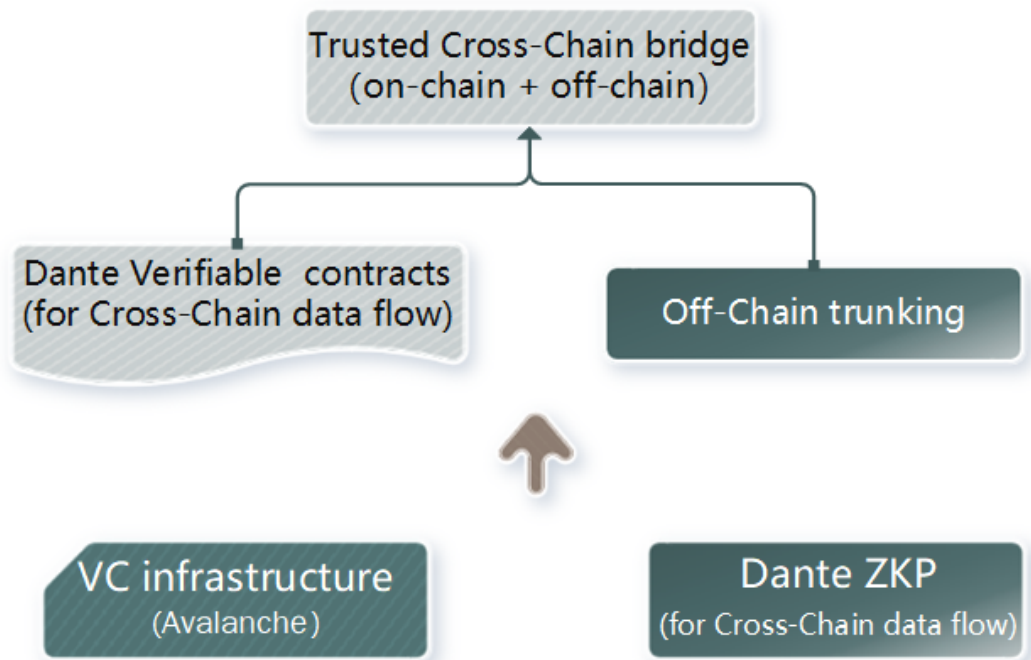 Trusted Cross-Chain bridge
(on-chain + off-chain)
Dante Verifiable contracts
(for Cross-Chain data flow)
Off-Chain trunking
VC infrastructure
(Avalanche)
Dante ZKP
(for Cross-Chain data flow)